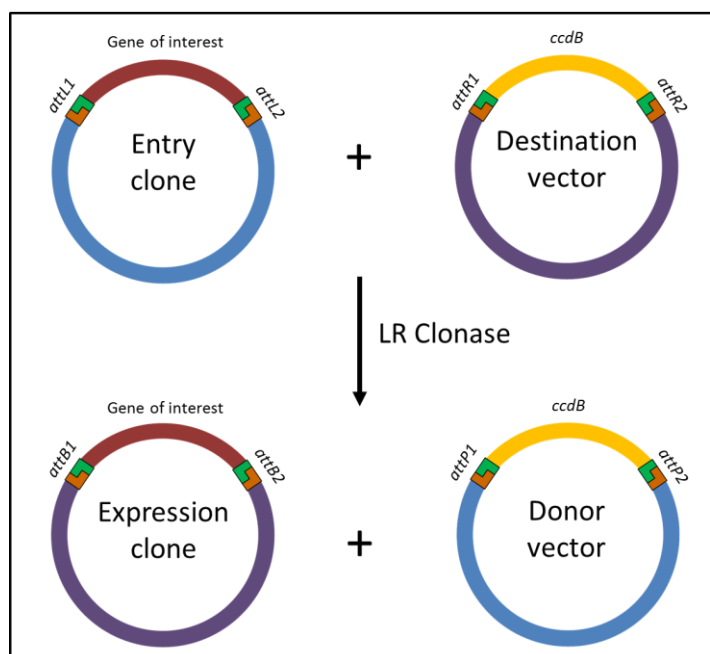 Gene of interest
attL1
attL2
Entry
clone
+
ccdB
attR1
attR2
Destination
vector
LR Clonase
Gene of interest
attB1
attB2
Expression
clone
+
ccdB
attP1
attP2
Donor
vector